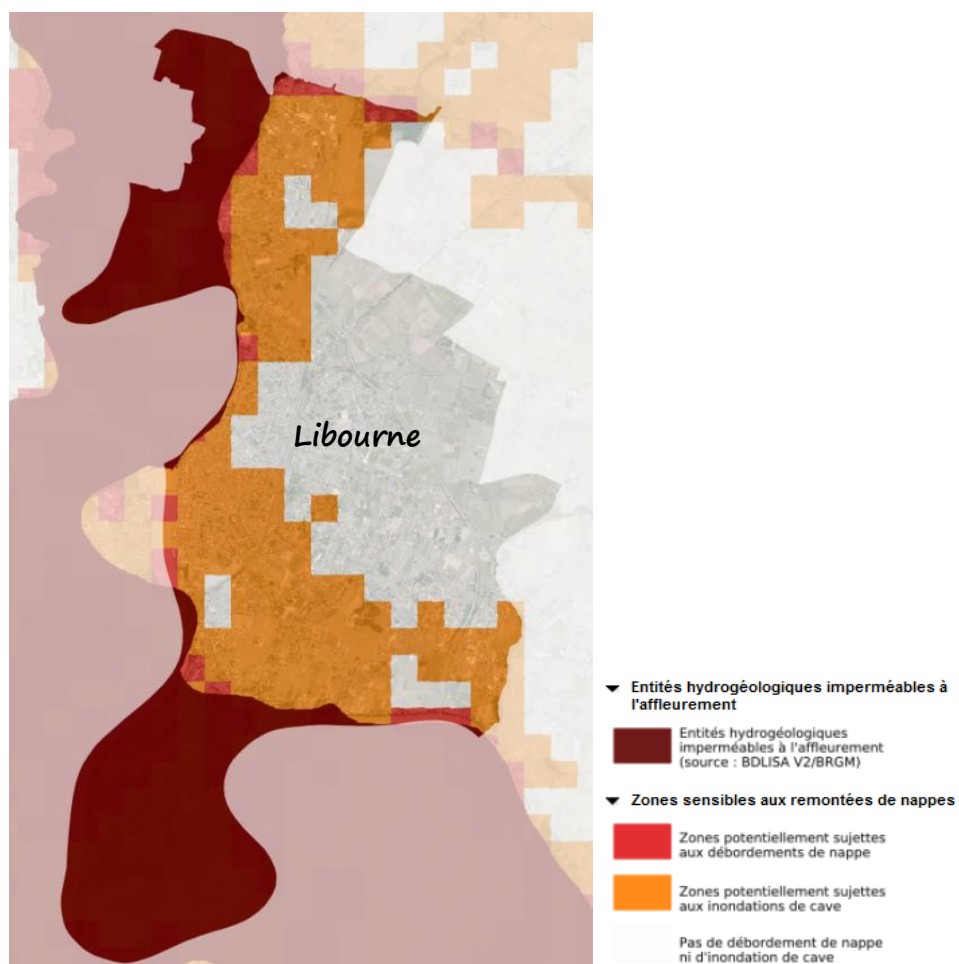 Libourne
Entités hydrogéologiques imperméables à
l'affleurement
Entités hydrogéologiques
imperméables à l'affleurement
(source : BDLISA V2/BRGM)
Zones sensibles aux remontées de nappes
Zones potentiellement sujettes
aux débordements de nappe
Zones potentiellement sujettes
aux inondations de cave
Pas de débordement de nappe
ni d'inondation de cave